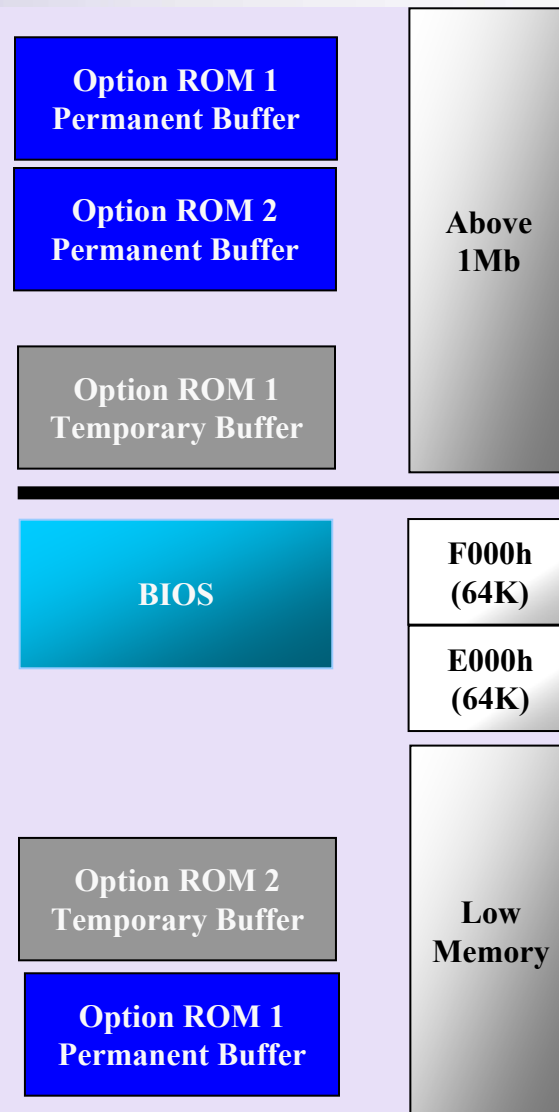 Option ROM 1
Permanent Buffer
Option ROM 2
Permanent Buffer
Above
1Mb
Option ROM 1
Temporary Buffer
BIOS
F000h
(64K)
E000h
(64K)
Option ROM 2
Temporary Buffer
Low
Memory
Option ROM 1
Permanent Buffer